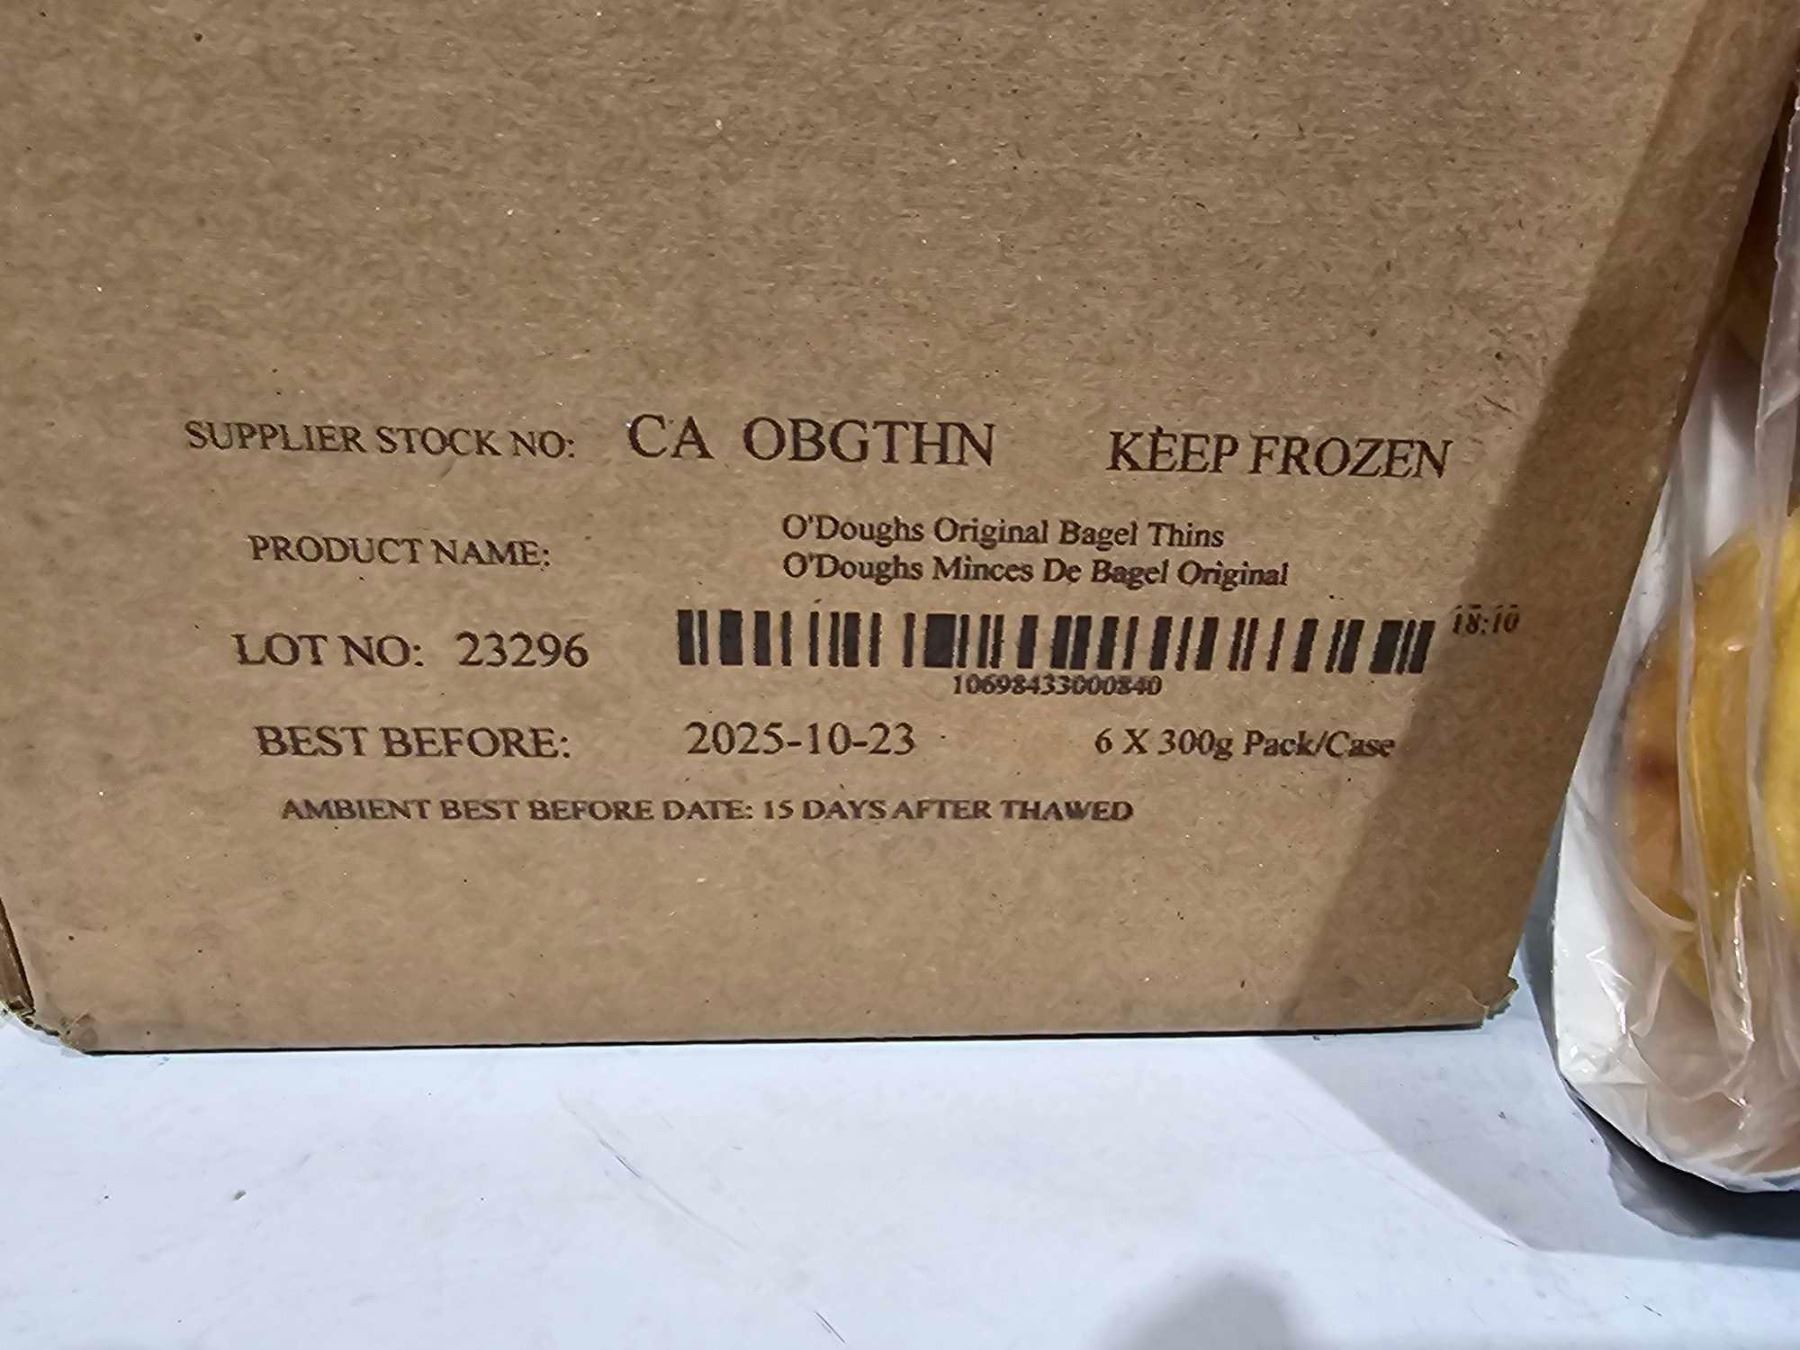 SUPPLIER STOCK NO: CA OBGTHN KEEP FROZEN
PRODUCT NAME: O'Doughs Original Bagel Thins
O'Doughs Minces De Bagel Original
LOT NO: 23296 18:10
10698433000840
BEST BEFORE: 2025-10-23 6 X 300g Pack/Case
AMBIENT BEST BEFORE DATE: 15 DAYS AFTER THAWED